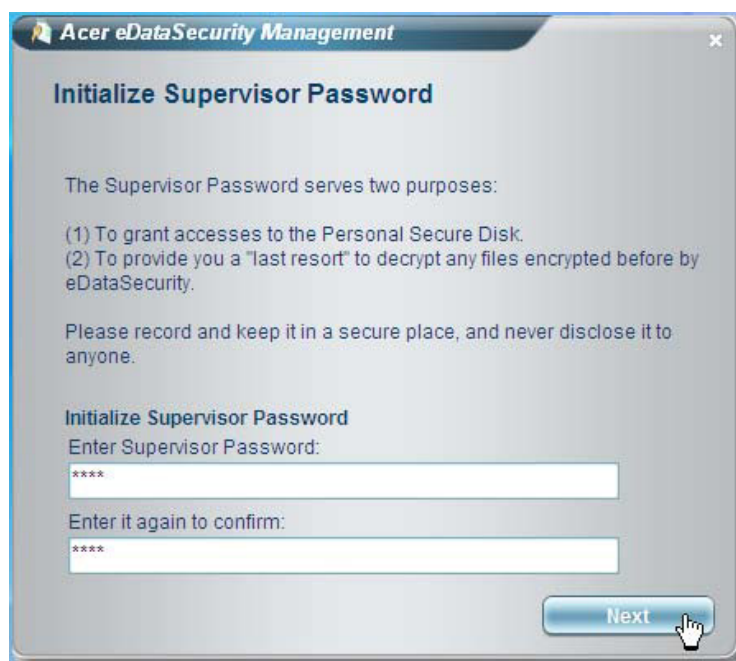 Acer eDataSecurity Management
Initialize Supervisor Password
The Supervisor Password serves two purposes:
(1) To grant accesses to the Personal Secure Disk.
(2) To provide you a "last resort" to decrypt any files encrypted before by
eDataSecurity.
Please record and keep it in a secure place, and never disclose it to
anyone.
Initialize Supervisor Password
Enter Supervisor Password:
****
Enter it again to confirm:
****
Next